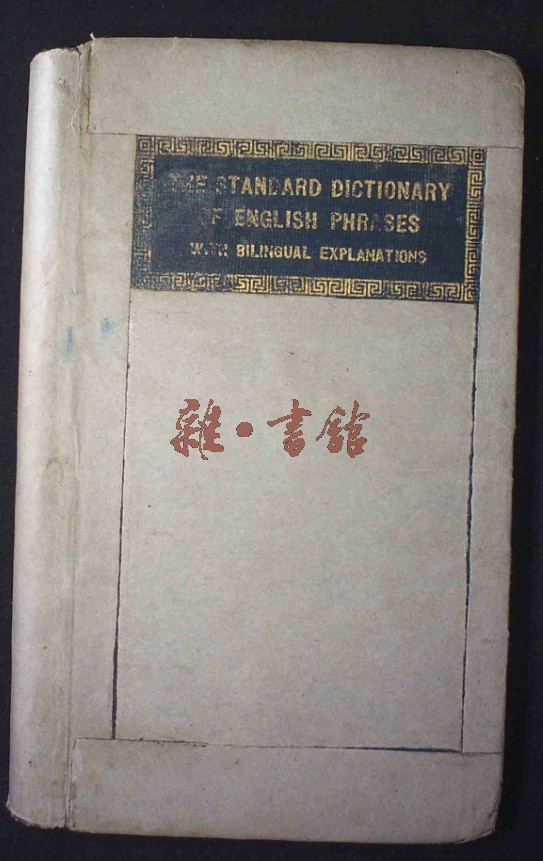 THE STANDARD DICTIONARY
OF ENGLISH PHRASES
WITH BILINGUAL EXPLANATIONS
雜·書館